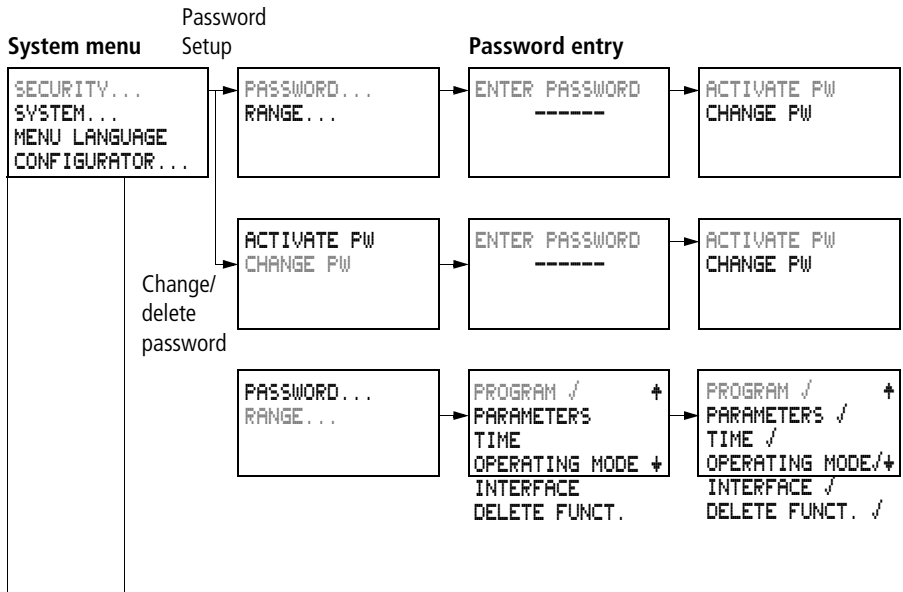 Password
Setup
System menu
Password entry
SECURITY...
SYSTEM...
MENU LANGUAGE
CONFIGURATOR...
PASSWORD...
RANGE...
ENTER PASSWORD
------
ACTIVATE PW
CHANGE PW
Change/
delete
password
ACTIVATE PW
CHANGE PW
ENTER PASSWORD
------
ACTIVATE PW
CHANGE PW
PASSWORD...
RANGE...
PROGRAM √
PARAMETERS
TIME
OPERATING MODE
INTERFACE
DELETE FUNCT.
PROGRAM √
PARAMETERS √
TIME √
OPERATING MODE√
INTERFACE √
DELETE FUNCT. √